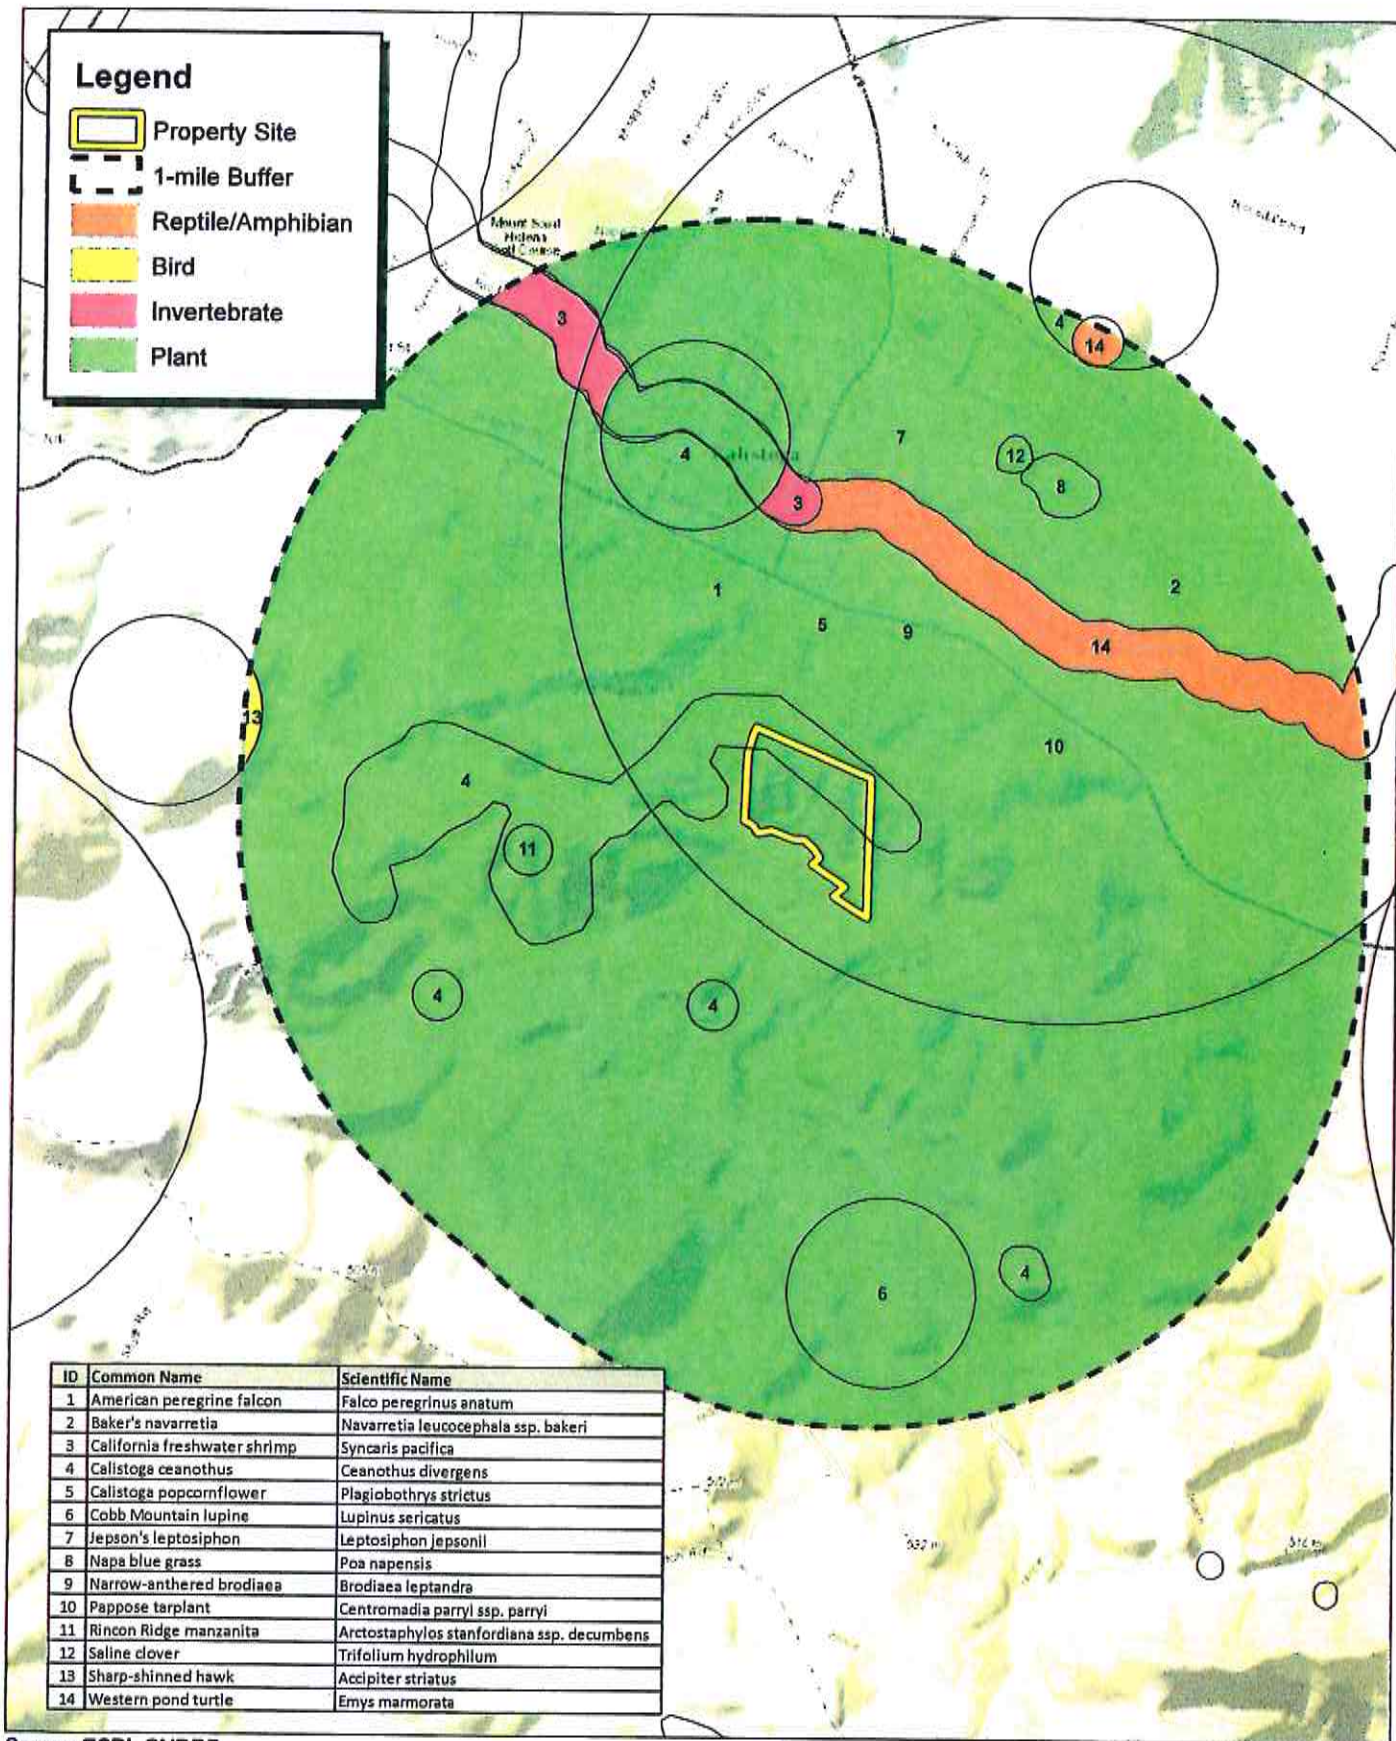 Legend
Property Site
1-mile Buffer
Reptile/Amphibian
Bird
Invertebrate
Plant
Mount Saint
Helena
Golf Course
3
4
14
7
4
Calistoga
12
8
3
1
2
5
9
14
13
10
4
11
4
4
4
6
ID Common Name Scientific Name
1 American peregrine falcon Falco peregrinus anatum
2 Baker's navarretia Navarretia leucocephala ssp. bakeri
3 California freshwater shrimp Syncaris pacifica
4 Calistoga ceanothus Ceanothus divergens
5 Calistoga popcornflower Plagiobothrys strictus
6 Cobb Mountain lupine Lupinus sericatus
7 Jepson's leptosiphon Leptosiphon jepsonii
8 Napa blue grass Poa napensis
9 Narrow-anthered brodiaea Brodiaea leptandra
10 Pappose tarplant Centromadia parryi ssp. parryi
11 Rincon Ridge manzanita Arctostaphylos stanfordiana ssp. decumbens
12 Saline clover Trifolium hydrophilum
13 Sharp-shinned hawk Accipiter striatus
14 Western pond turtle Emys marmorata